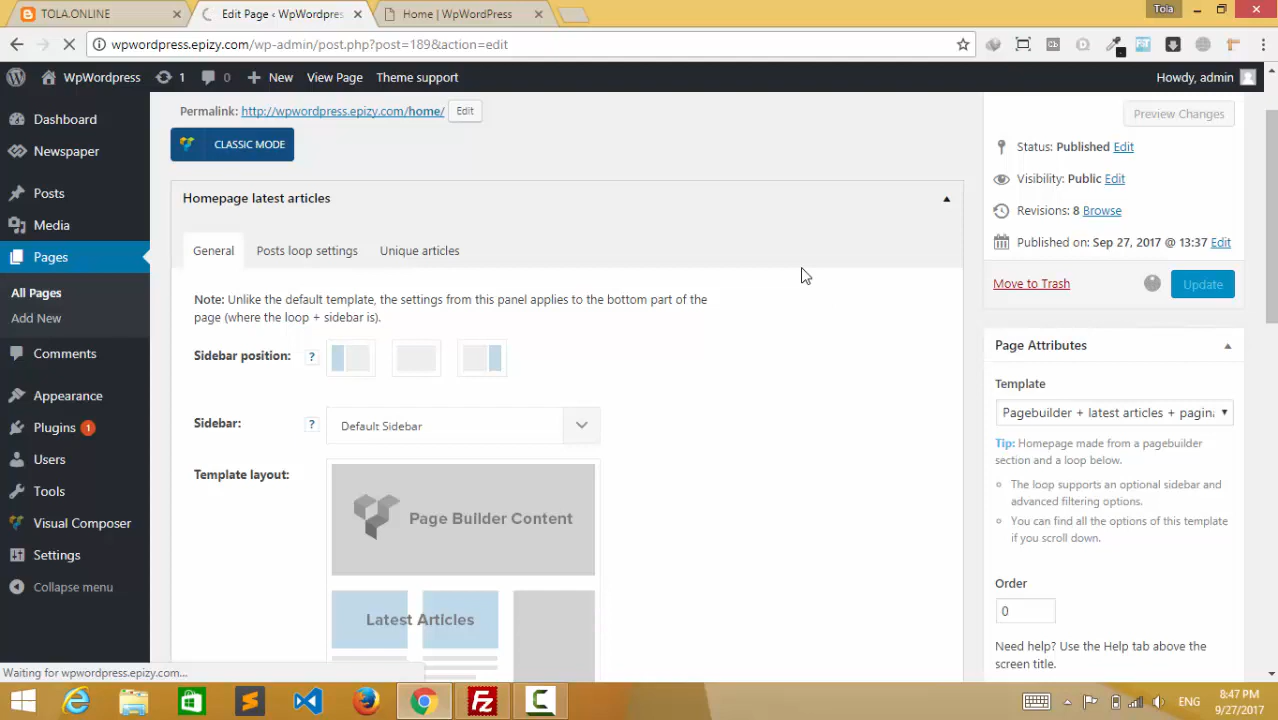 TOLA.ONLINE
Edit Page ‹ WpWordpres
Home | WpWordPress
Tola
wpwordpress.epizy.com/wp-admin/post.php?post=189&action=edit
WpWordpress
1
0
New
View Page
Theme support
Howdy, admin
Dashboard
Newspaper
Posts
Media
Pages
All Pages
Add New
Comments
Appearance
Plugins 1
Users
Tools
Visual Composer
Settings
Collapse menu
Permalink: http://wpwordpress.epizy.com/home/ Edit
CLASSIC MODE
Homepage latest articles
General
Posts loop settings
Unique articles
Note: Unlike the default template, the settings from this panel applies to the bottom part of the
page (where the loop + sidebar is).
Sidebar position: ?
Sidebar: ? Default Sidebar
Template layout:
Page Builder Content
Latest Articles
Preview Changes
Status: Published Edit
Visibility: Public Edit
Revisions: 8 Browse
Published on: Sep 27, 2017 @ 13:37 Edit
Move to Trash
Update
Page Attributes
Template
Pagebuilder + latest articles + pagin
Tip: Homepage made from a pagebuilder
section and a loop below.
The loop supports an optional sidebar and
advanced filtering options.
You can find all the options of this template
if you scroll down.
Order
0
Need help? Use the Help tab above the
screen title.
Waiting for wpwordpress.epizy.com...
ENG
8:47 PM
9/27/2017